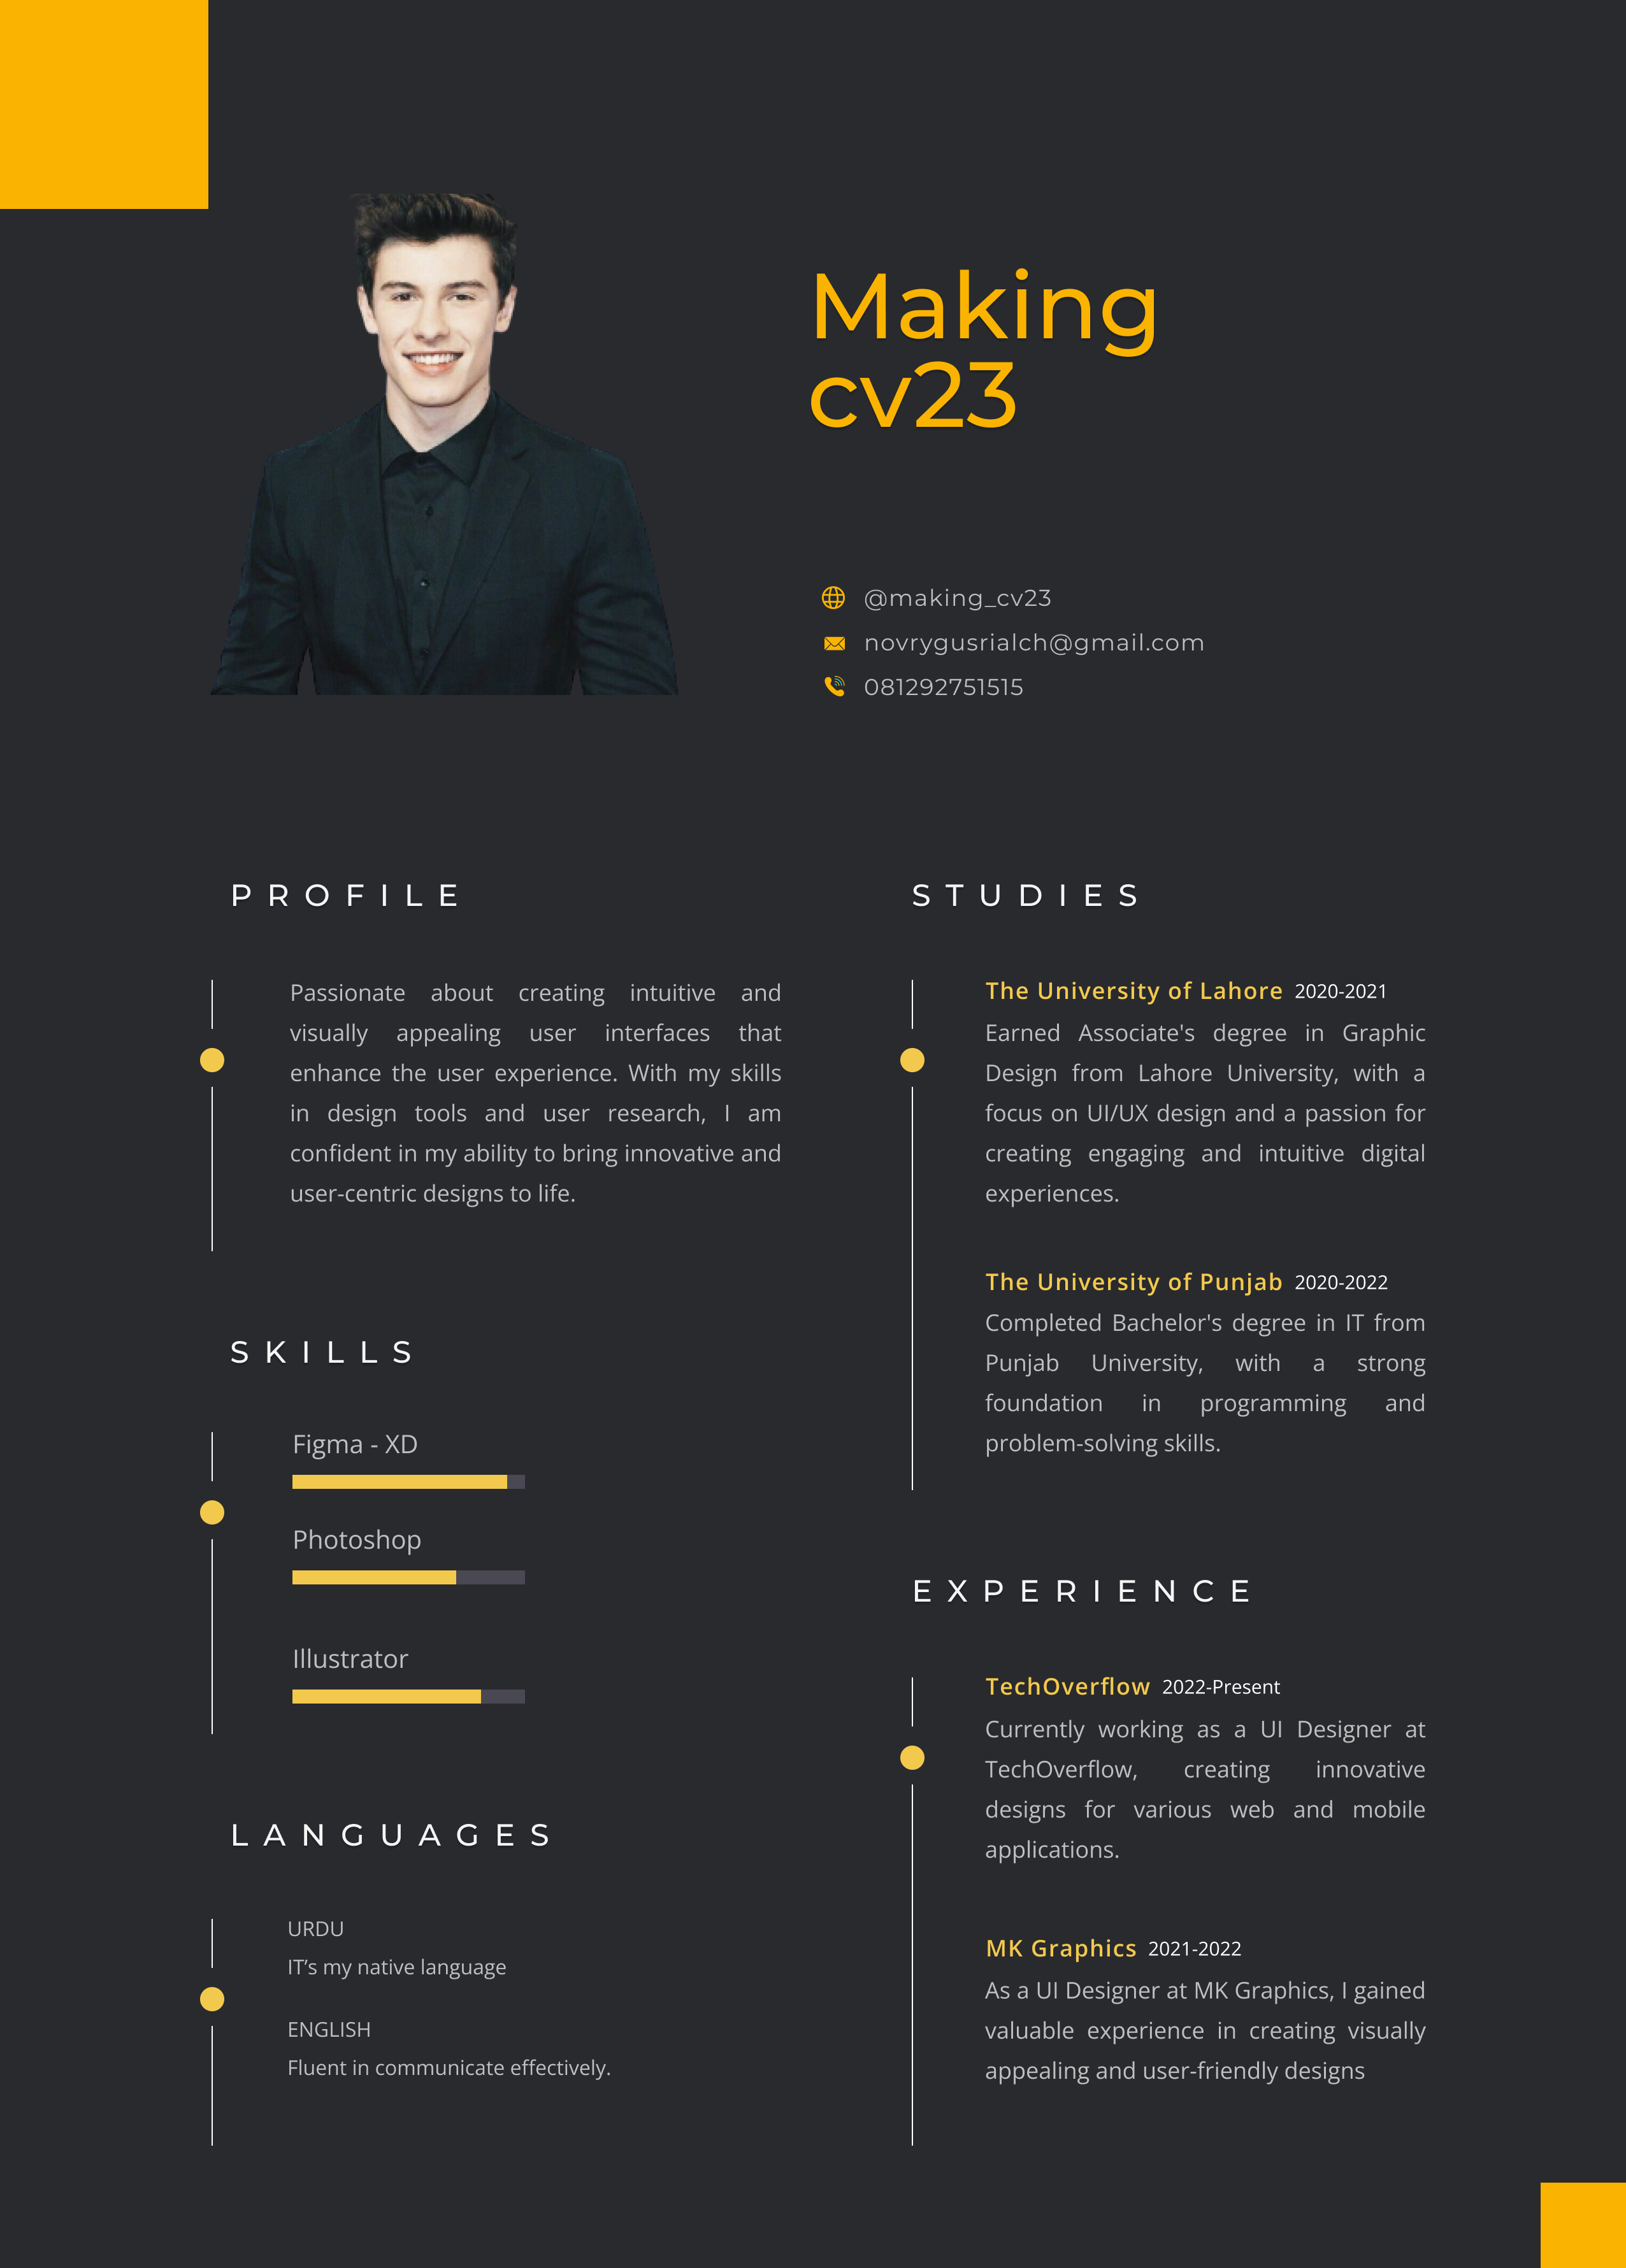 Making
cv23
@making_cv23
novrygusrialch@gmail.com
081292751515
PROFILE
Passionate about creating intuitive and
visually appealing user interfaces that
enhance the user experience. With my skills
in design tools and user research, I am
confident in my ability to bring innovative and
user-centric designs to life.
SKILLS
Figma - XD
Photoshop
Illustrator
LANGUAGES
URDU
IT’s my native language
ENGLISH
Fluent in communicate effectively.
STUDIES
The University of Lahore 2020-2021
Earned Associate's degree in Graphic
Design from Lahore University, with a
focus on UI/UX design and a passion for
creating engaging and intuitive digital
experiences.
The University of Punjab 2020-2022
Completed Bachelor's degree in IT from
Punjab University, with a strong
foundation in programming and
problem-solving skills.
EXPERIENCE
TechOverflow 2022-Present
Currently working as a UI Designer at
TechOverflow, creating innovative
designs for various web and mobile
applications.
MK Graphics 2021-2022
As a UI Designer at MK Graphics, I gained
valuable experience in creating visually
appealing and user-friendly designs